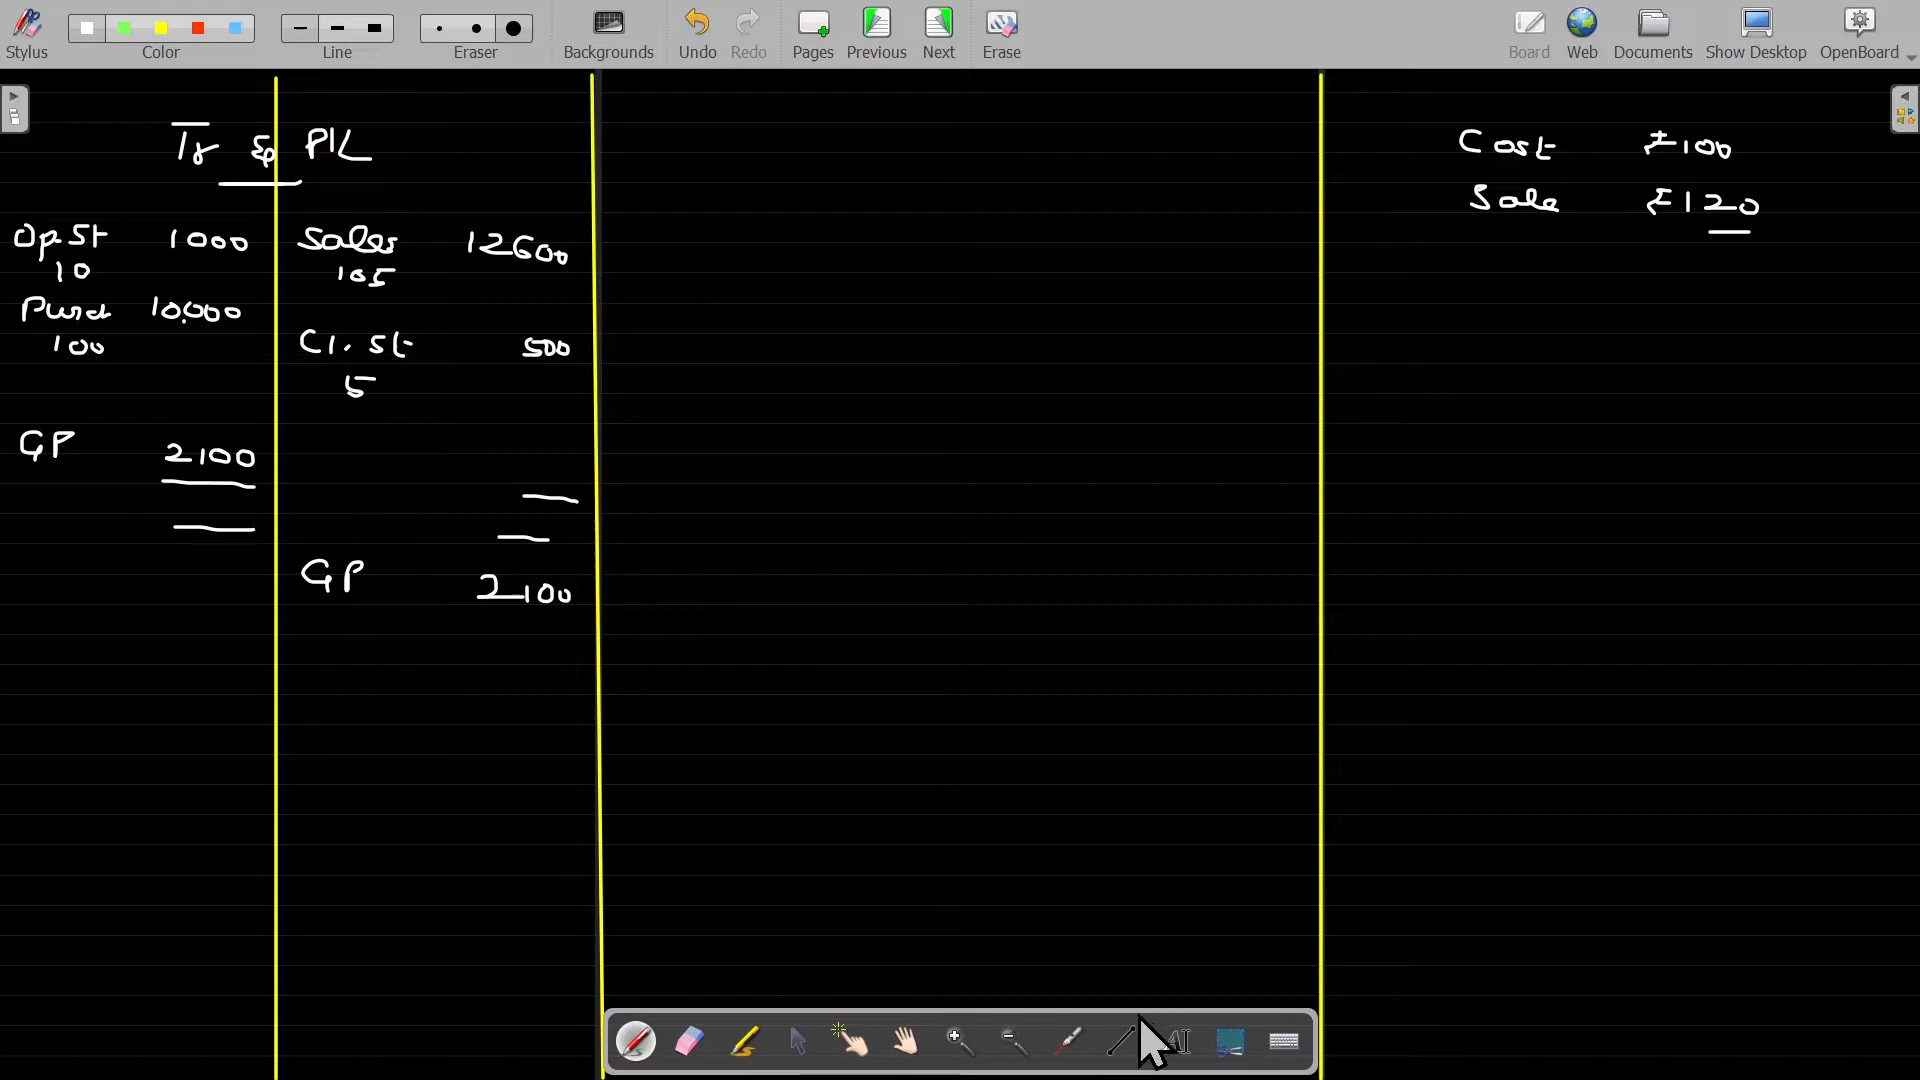 Stylus Color Line Eraser Backgrounds Undo Redo Pages Previous Next Erase Board Web Documents Show Desktop OpenBoard
Tr & P/L
Op. St 1000 Sales 12600
10 105
Purch 10,000
100 Cl. St 500
5
GP 2100
GP 2100
Cost ₹100
Sale ₹120
AI